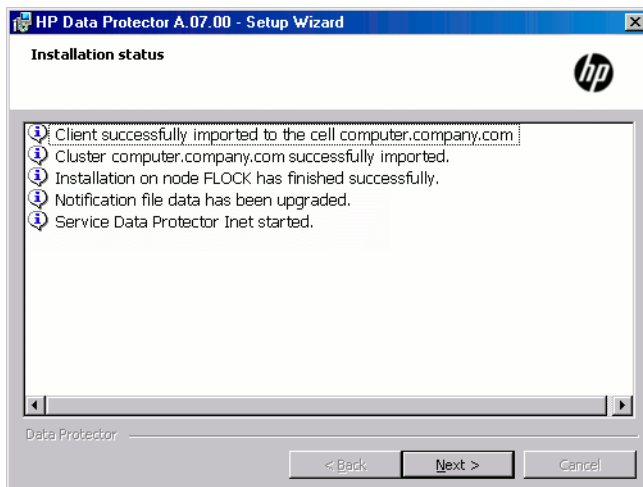 HP Data Protector A.07.00 - Setup Wizard
Installation status
hp
Client successfully imported to the cell computer.company.com
Cluster computer.company.com successfully imported.
Installation on node FLOCK has finished successfully.
Notification file data has been upgraded.
Service Data Protector Inet started.
Data Protector
< Back
Next >
Cancel